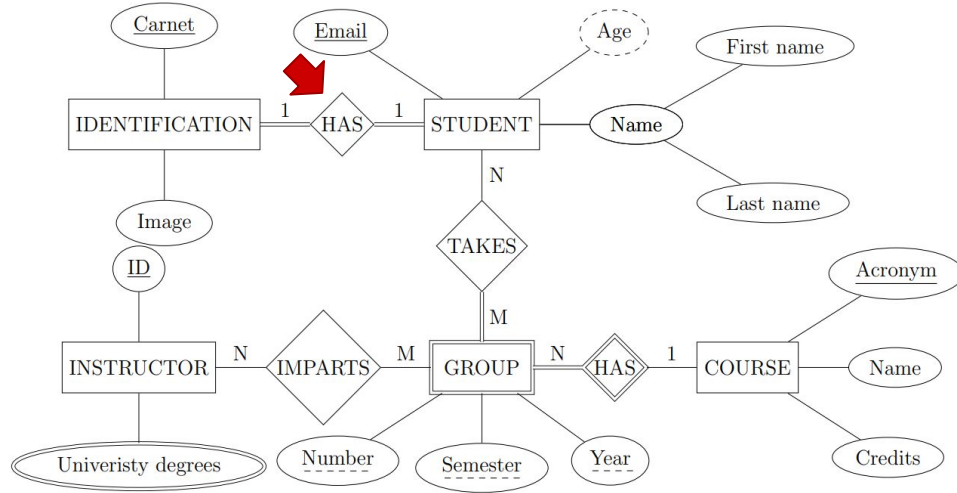 Carnet
Email
Age
First name
1
1
IDENTIFICATION
HAS
STUDENT
Name
N
Last name
Image
TAKES
ID
Acronym
M
N
M
N
1
INSTRUCTOR
IMPARTS
GROUP
HAS
COURSE
Name
Number
Semester
Year
Univeristy degrees
Credits